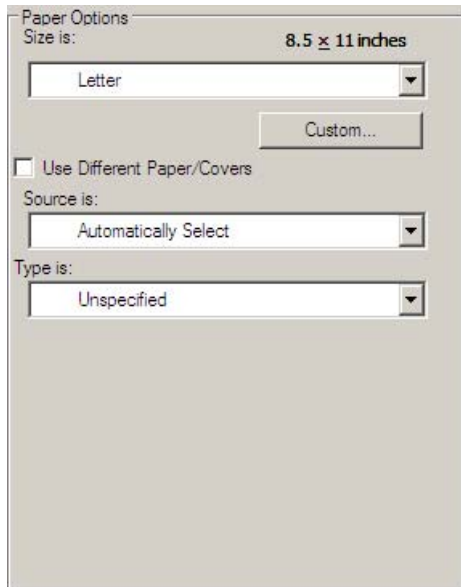 Paper Options
Size is: 8.5 x 11 inches
Letter
Custom...
Use Different Paper/Covers
Source is:
Automatically Select
Type is:
Unspecified